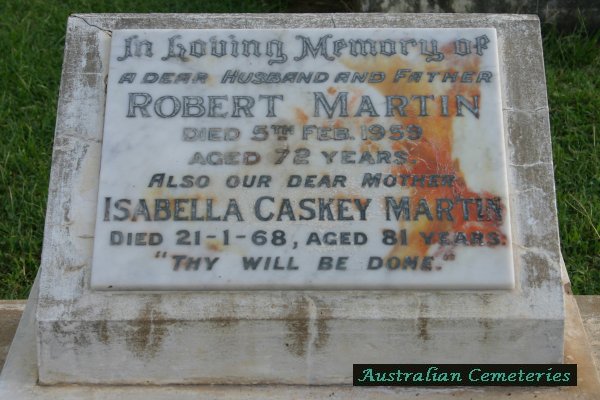 In Loving Memory of
A DEAR HUSBAND AND FATHER
ROBERT MARTIN
DIED 5TH FEB. 1959
AGED 72 YEARS.
ALSO OUR DEAR MOTHER
ISABELLA CASKEY MARTIN
DIED 21-1-68, AGED 81 YEARS.
"THY WILL BE DONE."
Australian Cemeteries